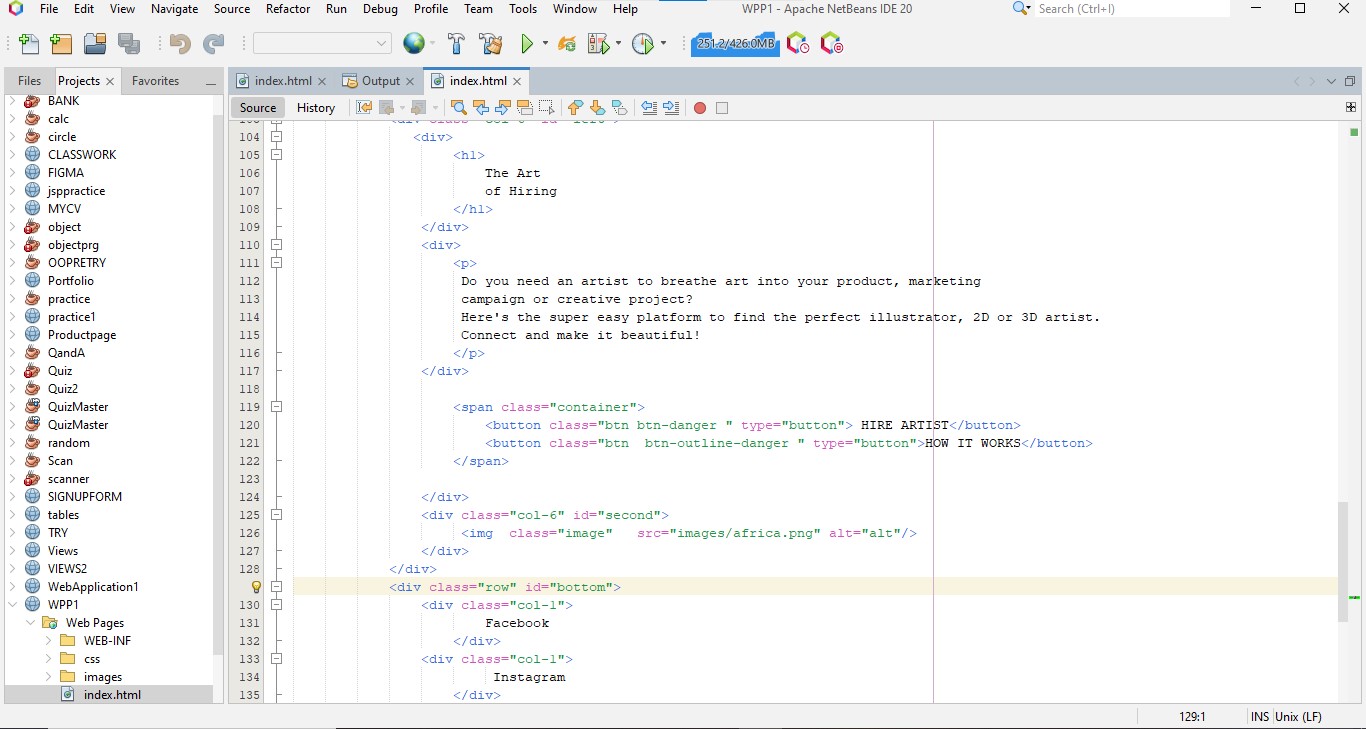 File Edit View Navigate Source Refactor Run Debug Profile Team Tools Window Help WPP1 - Apache NetBeans IDE 20 Search (Ctrl+I)
251.2/426.0MB
Files Projects Favorites
index.html Output index.html
Source History
BANK
calc
circle
CLASSWORK
FIGMA
jsppractice
MYCV
object
objectprg
OOPRETRY
Portfolio
practice
practice1
Productpage
QandA
Quiz
Quiz2
QuizMaster
QuizMaster
random
Scan
scanner
SIGNUPFORM
tables
TRY
Views
VIEWS2
WebApplication1
WPP1
Web Pages
WEB-INF
css
images
index.html
104 <div>
105 <h1>
106 The Art
107 of Hiring
108 </h1>
109 </div>
110 <div>
111 <p>
112 Do you need an artist to breathe art into your product, marketing
113 campaign or creative project?
114 Here's the super easy platform to find the perfect illustrator, 2D or 3D artist.
115 Connect and make it beautiful!
116 </p>
117 </div>
118
119 <span class="container">
120 <button class="btn btn-danger " type="button"> HIRE ARTIST</button>
121 <button class="btn  btn-outline-danger " type="button">HOW IT WORKS</button>
122 </span>
123
124 </div>
125 <div class="col-6" id="second">
126 <img  class="image"   src="images/africa.png" alt="alt"/>
127 </div>
128 </div>
<div class="row" id="bottom">
130 <div class="col-1">
131 Facebook
132 </div>
133 <div class="col-1">
134 Instagram
135 </div>
129:1 INS Unix (LF)